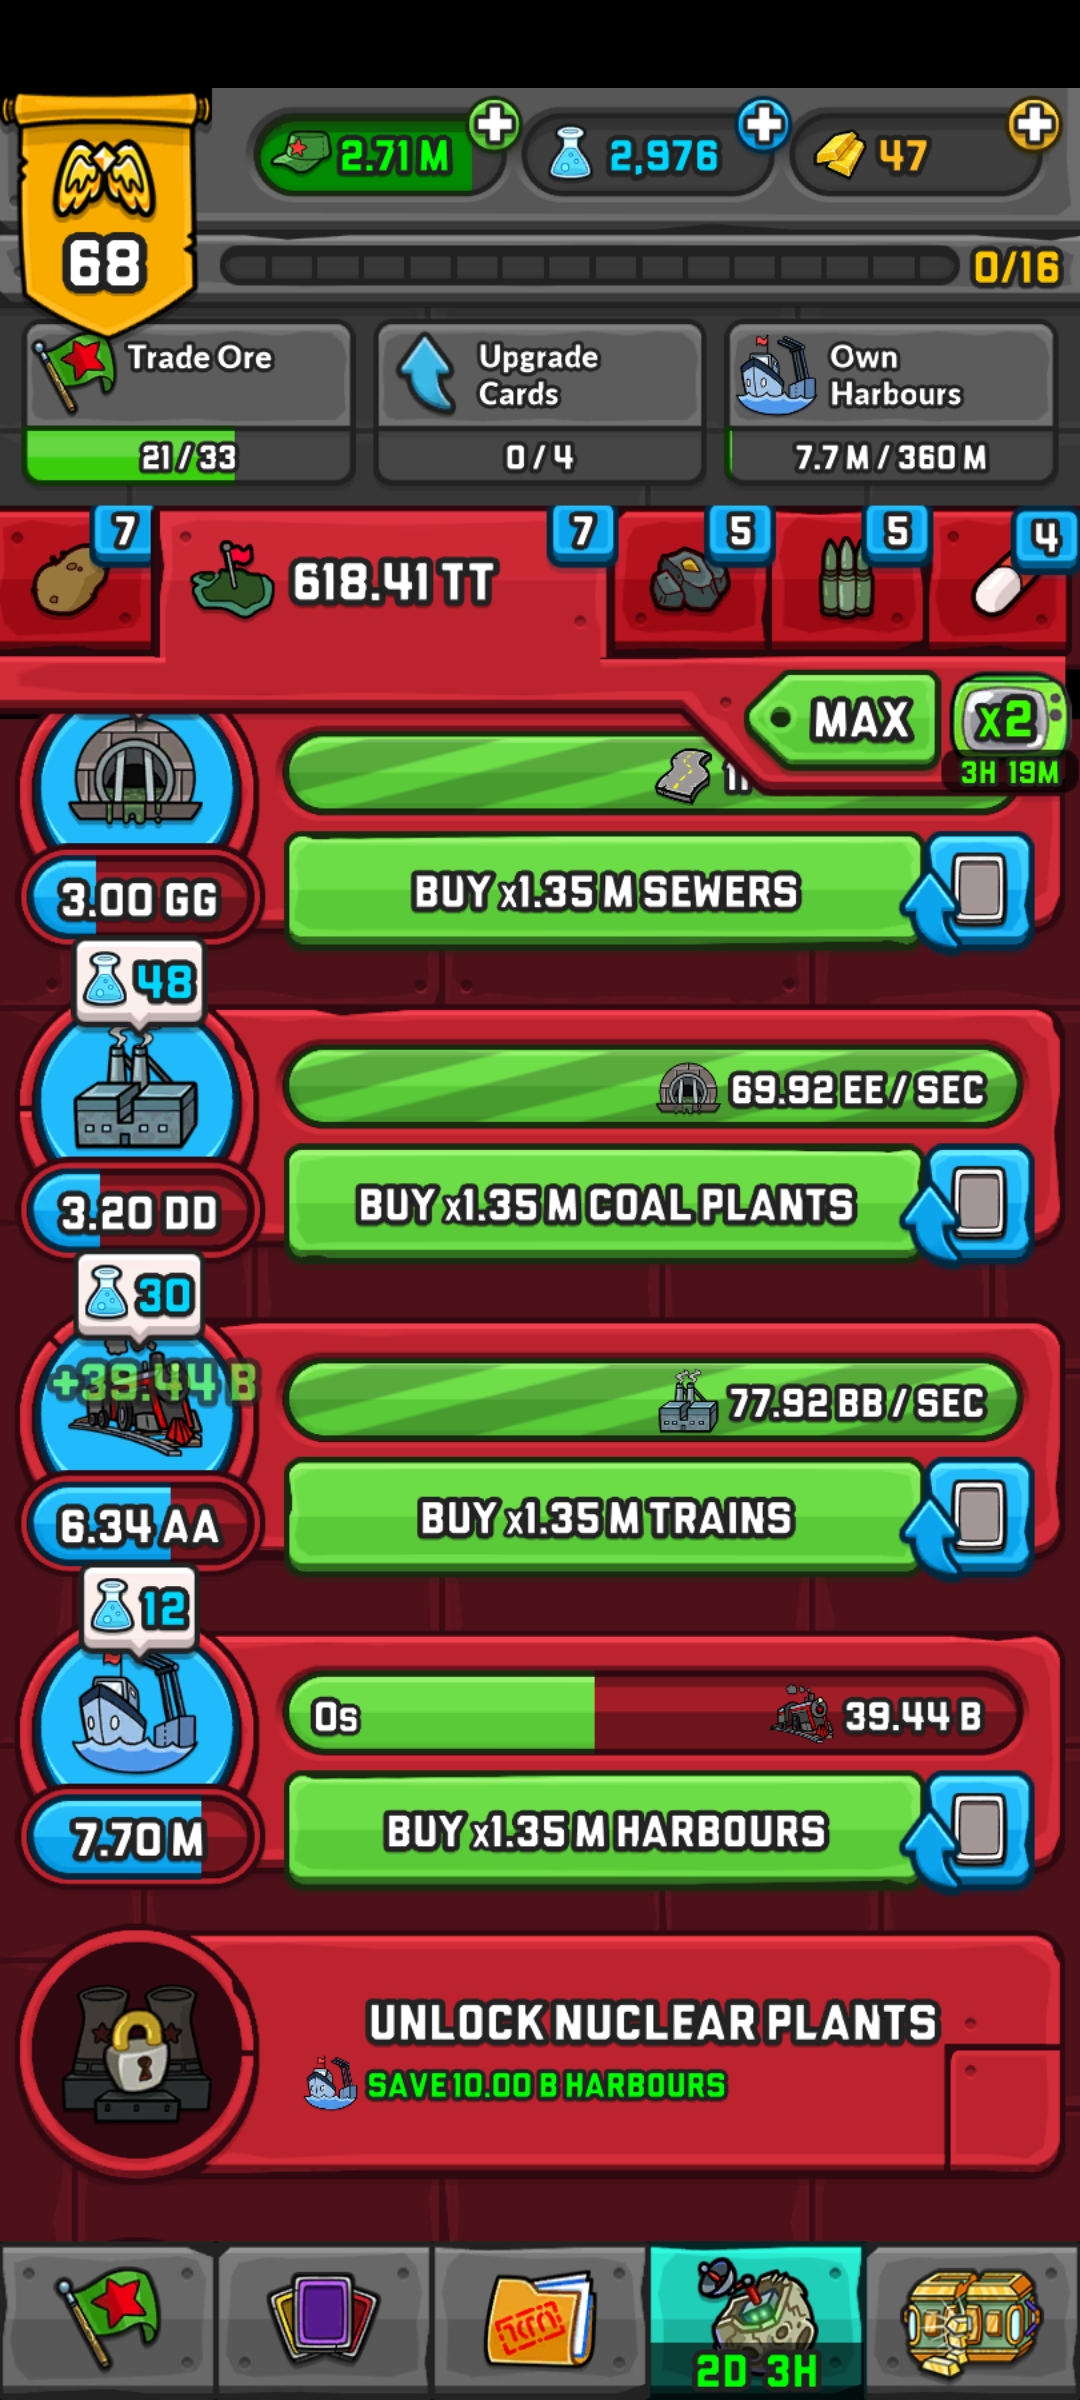 2.71 M
2,976
47
68
0/16
Trade Ore
21 / 33
Upgrade
Cards
0 / 4
Own
Harbours
7.7 M / 360 M
7
618.41 TT
7
5
5
4
MAX
x2
3H 19M
3.00 GG
BUY x1.35 M SEWERS
48
69.92 EE / SEC
3.20 DD
BUY x1.35 M COAL PLANTS
30
+39.44 B
77.92 BB / SEC
6.34 AA
BUY x1.35 M TRAINS
12
0s
39.44 B
7.70 M
BUY x1.35 M HARBOURS
UNLOCK NUCLEAR PLANTS
SAVE 10.00 B HARBOURS
2D 3H